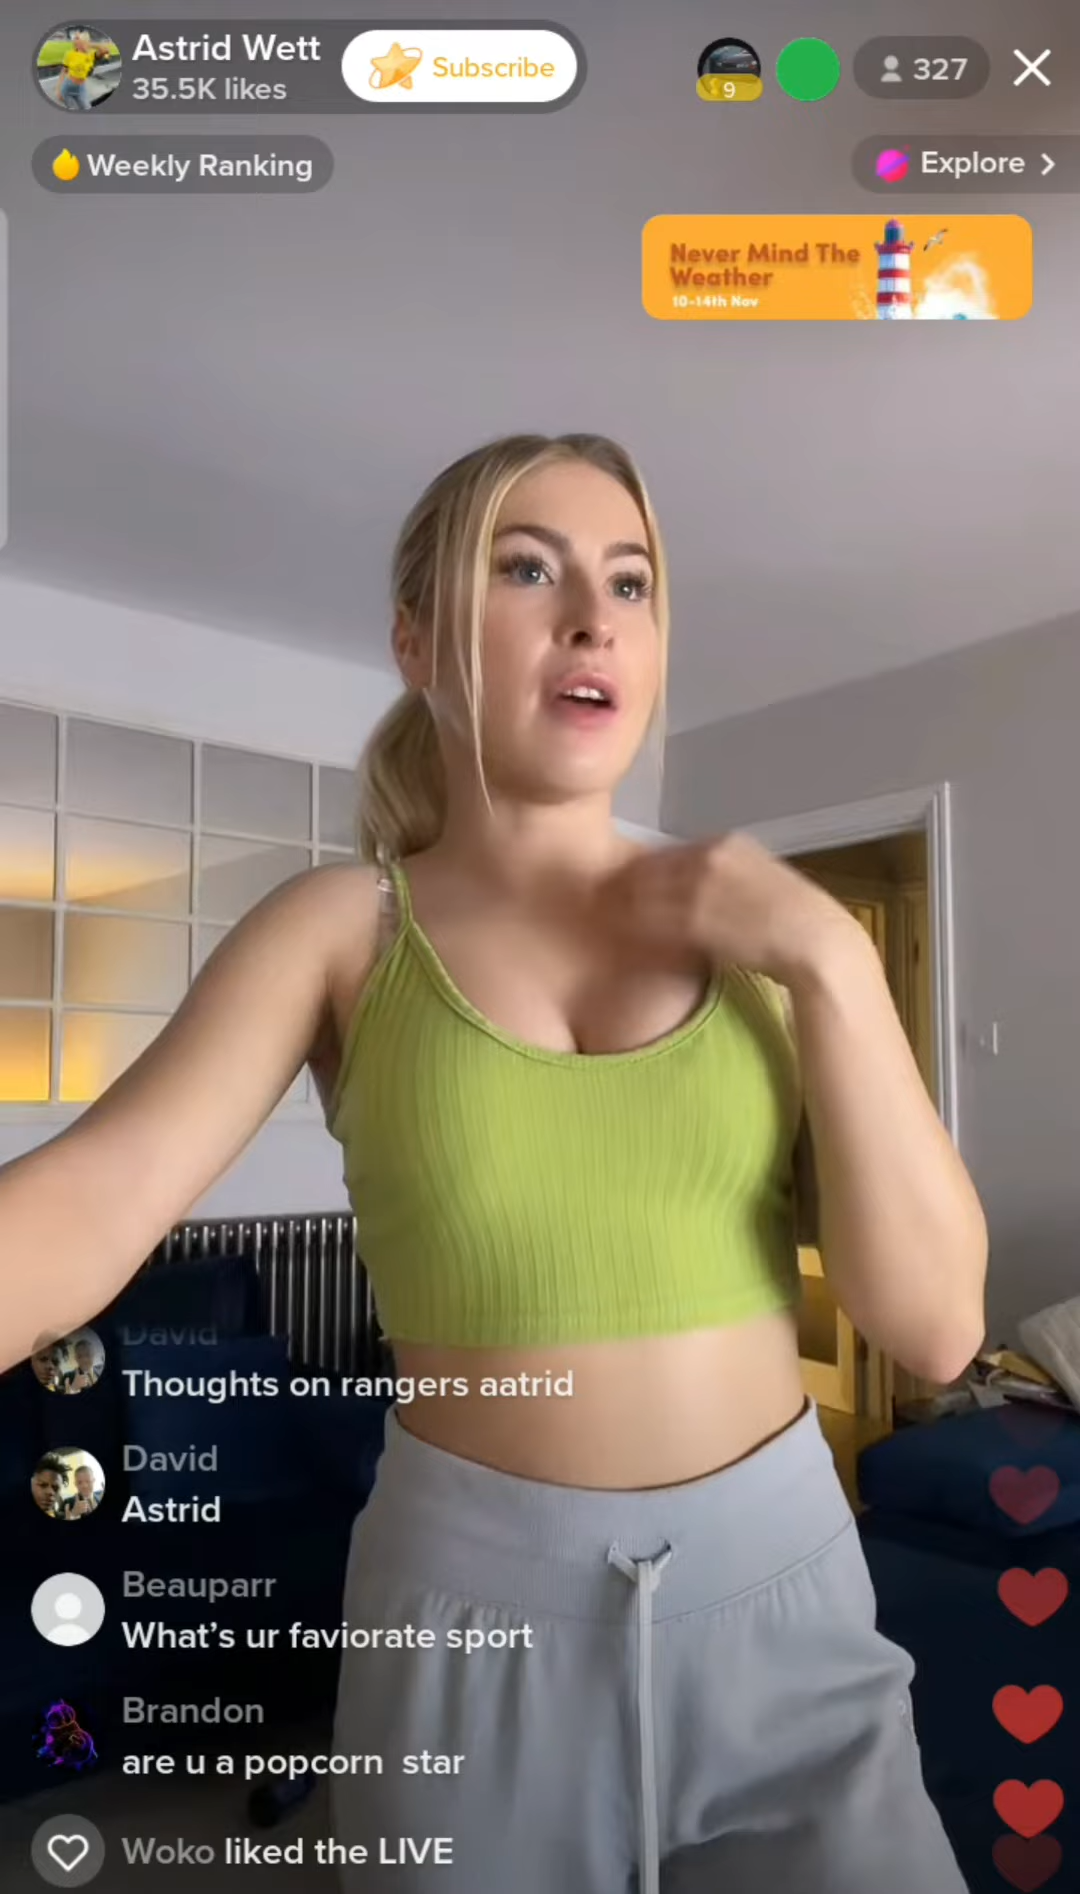 Astrid Wett
35.5K likes
Subscribe
9
327
Weekly Ranking
Explore
Never Mind The
Weather
10-14th Nov
David
Thoughts on rangers aatrid
David
Astrid
Beauparr
What's ur faviorate sport
Brandon
are u a popcorn star
Woko liked the LIVE